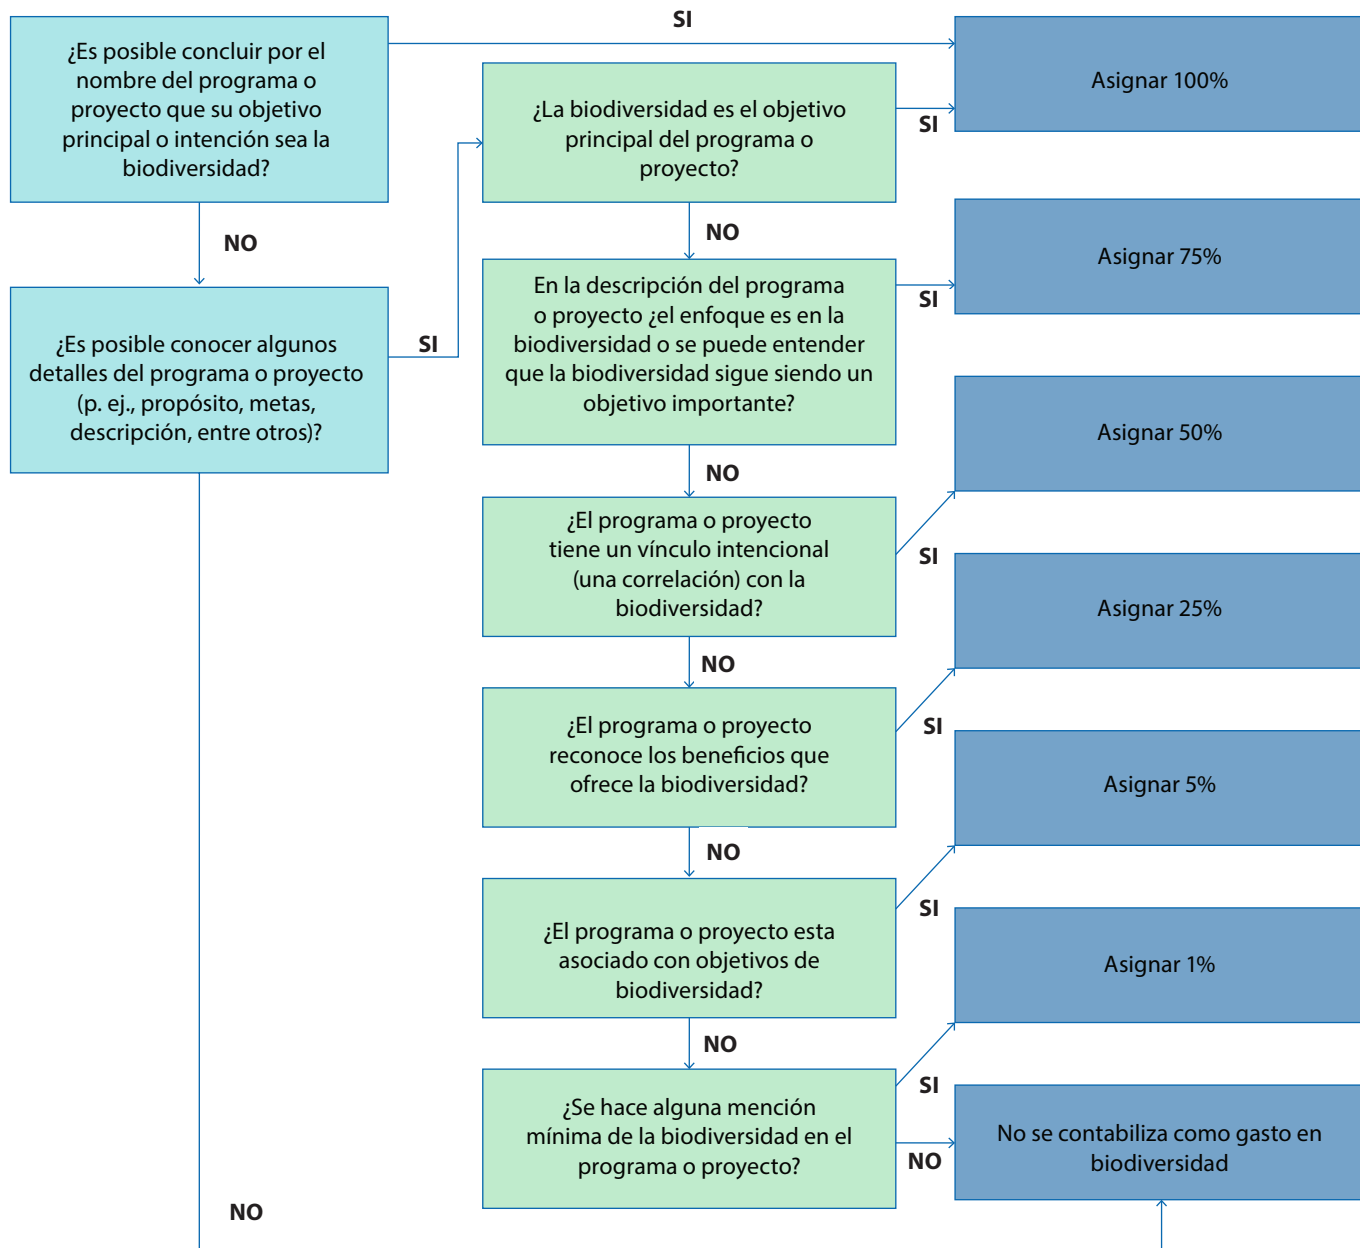 SI
¿Es posible concluir por el
nombre del programa o
proyecto que su objetivo
principal o intención sea la
biodiversidad?
Asignar 100%
¿La biodiversidad es el objetivo
principal del programa o
proyecto?
SI
NO
NO
Asignar 75%
En la descripción del programa
o proyecto ¿el enfoque es en la
biodiversidad o se puede entender
que la biodiversidad sigue siendo un
objetivo importante?
SI
¿Es posible conocer algunos
detalles del programa o proyecto
(p. ej., propósito, metas,
descripción, entre otros)?
SI
Asignar 50%
NO
¿El programa o proyecto
tiene un vínculo intencional
(una correlación) con la
biodiversidad?
SI
Asignar 25%
NO
¿El programa o proyecto
reconoce los beneficios que
ofrece la biodiversidad?
SI
Asignar 5%
NO
¿El programa o proyecto esta
asociado con objetivos de
biodiversidad?
SI
Asignar 1%
NO
¿Se hace alguna mención
mínima de la biodiversidad en el
programa o proyecto?
SI
NO
No se contabiliza como gasto en
biodiversidad
NO